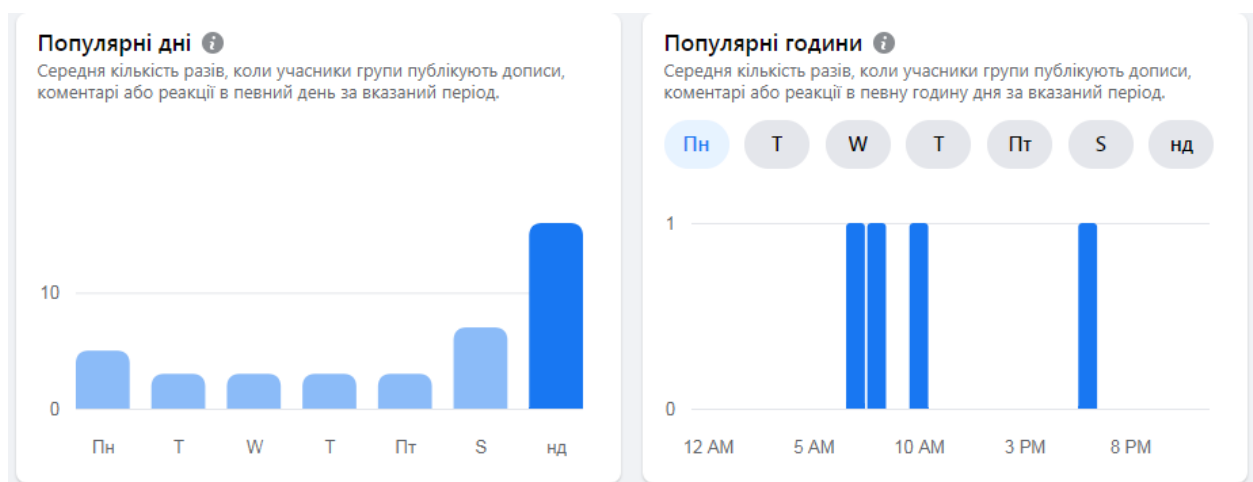 Популярні дні
Середня кількість разів, коли учасники групи публікують дописи,
коментарі або реакції в певний день за вказаний період.
10
0
Пн T W T Пт S нд
Популярні години
Середня кількість разів, коли учасники групи публікують дописи,
коментарі або реакції в певну годину дня за вказаний період.
Пн T W T Пт S нд
1
0
12 AM 5 AM 10 AM 3 PM 8 PM